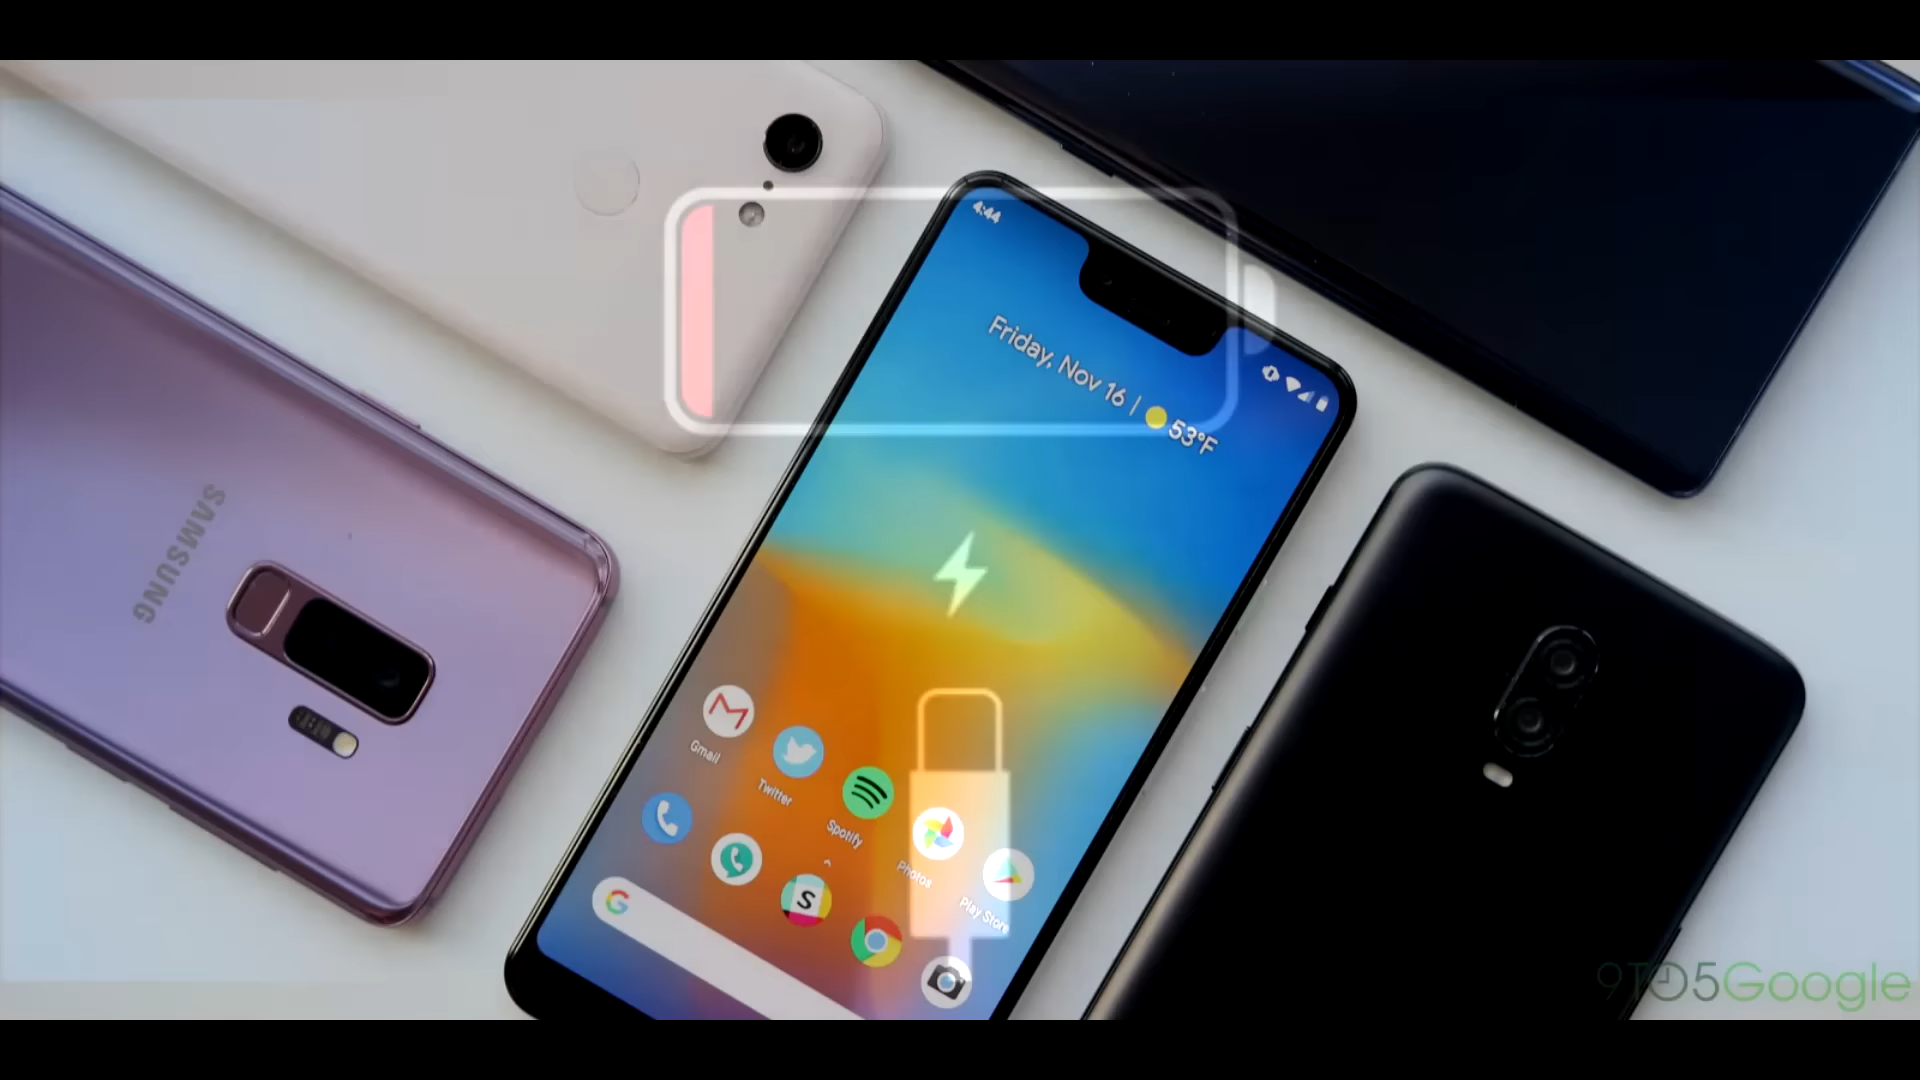 4:44
Friday, Nov 16 | 53°F
SAMSUNG
Gmail
Twitter
Spotify
Photos
Play Store
S
G
9TO5Google